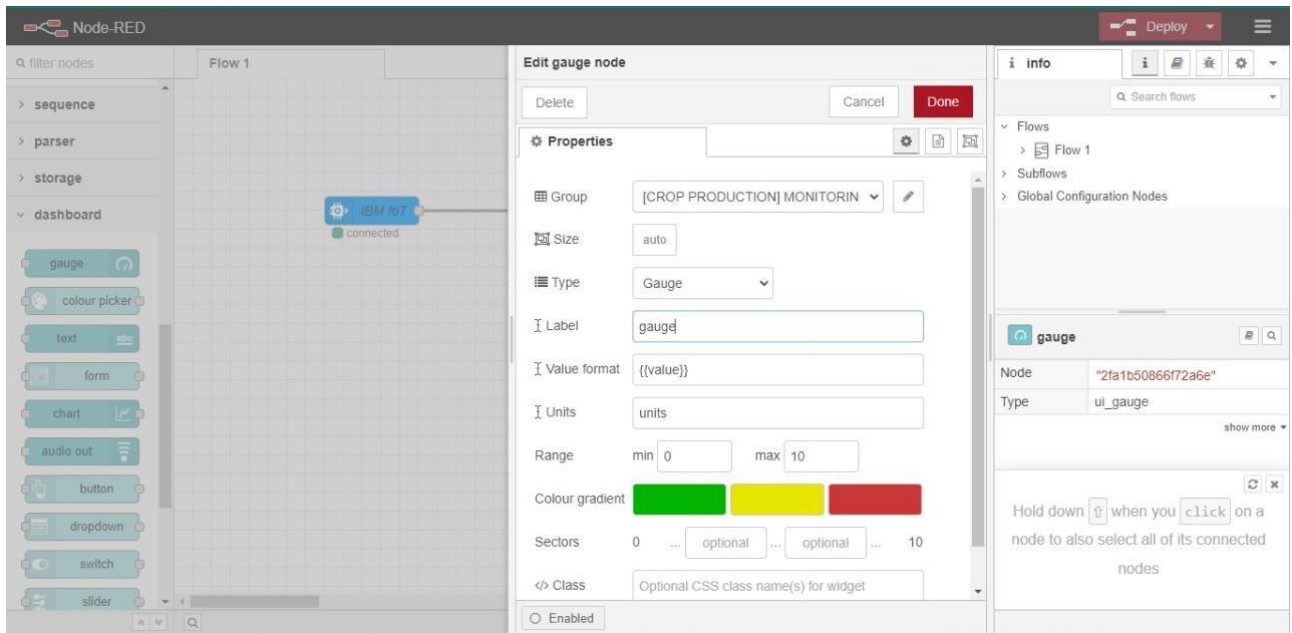 Node-RED
Deploy
filter nodes
sequence
parser
storage
dashboard
gauge
colour picker
text
abc
form
chart
audio out
button
dropdown
switch
slider
Flow 1
IBM IoT
connected
Edit gauge node
Delete
Cancel
Done
Properties
Group
[CROP PRODUCTION] MONITORIN
Size
auto
Type
Gauge
Label
gauge
Value format
{{value}}
Units
units
Range
min 0
max 10
Colour gradient
Sectors
0 ... optional ... optional ... 10
</> Class
Optional CSS class name(s) for widget
Enabled
i info
i
Search flows
Flows
Flow 1
Subflows
Global Configuration Nodes
gauge
Node "2fa1b50866f72a6e"
Type ui_gauge
show more
Hold down ⇧ when you click on a
node to also select all of its connected
nodes